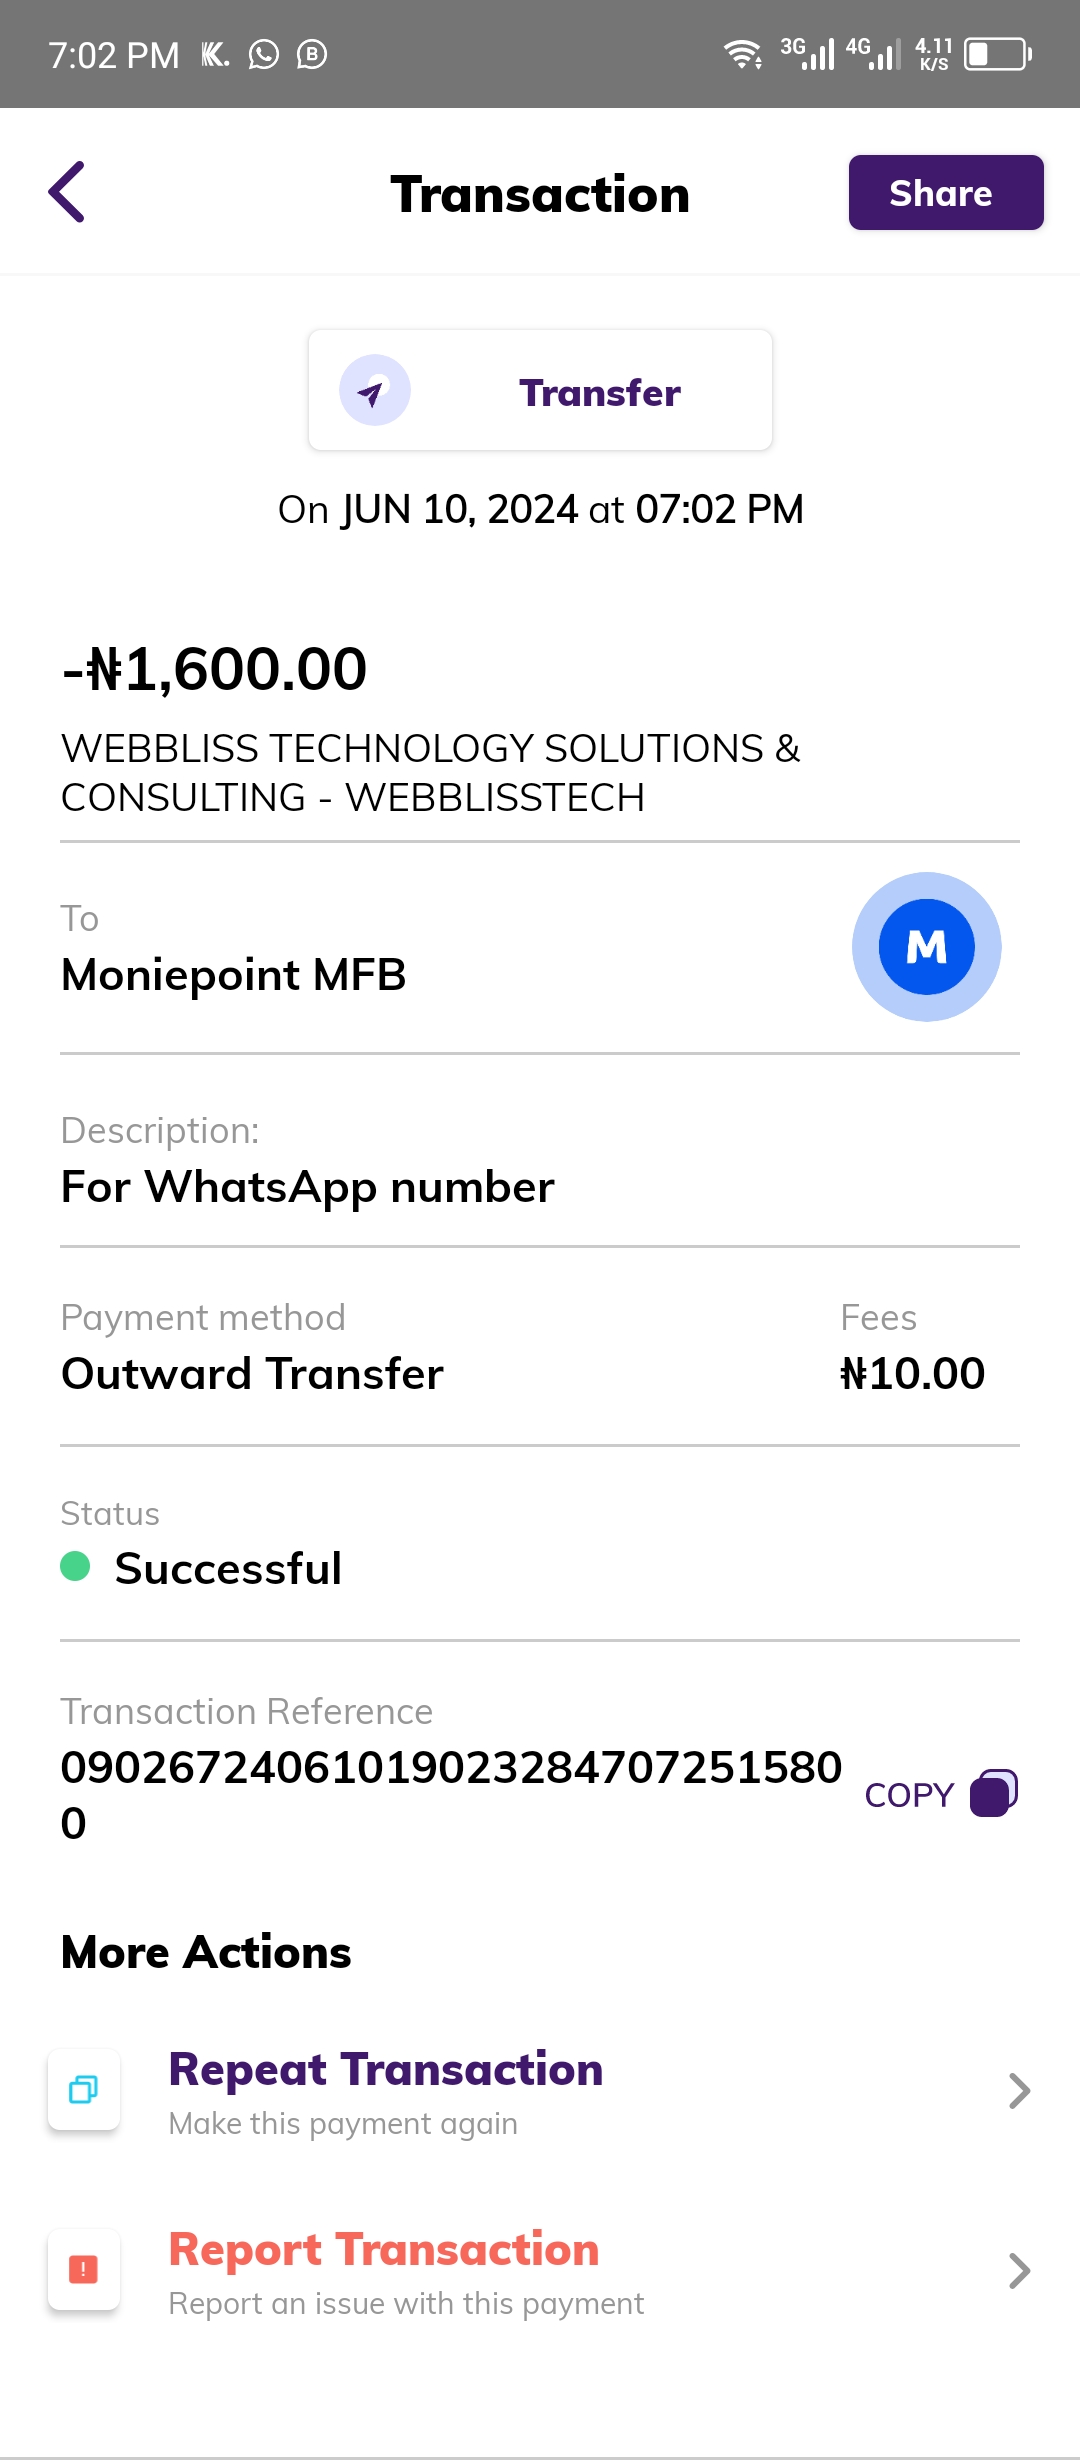 7:02 PM K. B 3G 4G 4.11 K/S
Transaction
Share
Transfer
On JUN 10, 2024 at 07:02 PM
-₦1,600.00
WEBBLISS TECHNOLOGY SOLUTIONS &
CONSULTING - WEBBLISSTECH
To
Moniepoint MFB
M
Description:
For WhatsApp number
Payment method
Fees
Outward Transfer
₦10.00
Status
Successful
Transaction Reference
09026724061019023284707251580
0
COPY
More Actions
Repeat Transaction
Make this payment again
Report Transaction
Report an issue with this payment